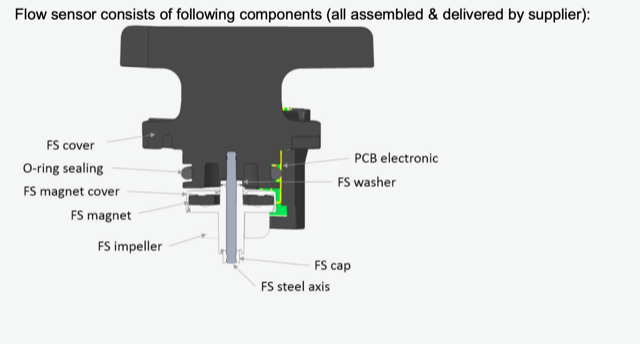 Flow sensor consists of following components (all assembled & delivered by supplier):
FS cover
O-ring sealing
FS magnet cover
FS magnet
FS impeller
PCB electronic
FS washer
FS cap
FS steel axis